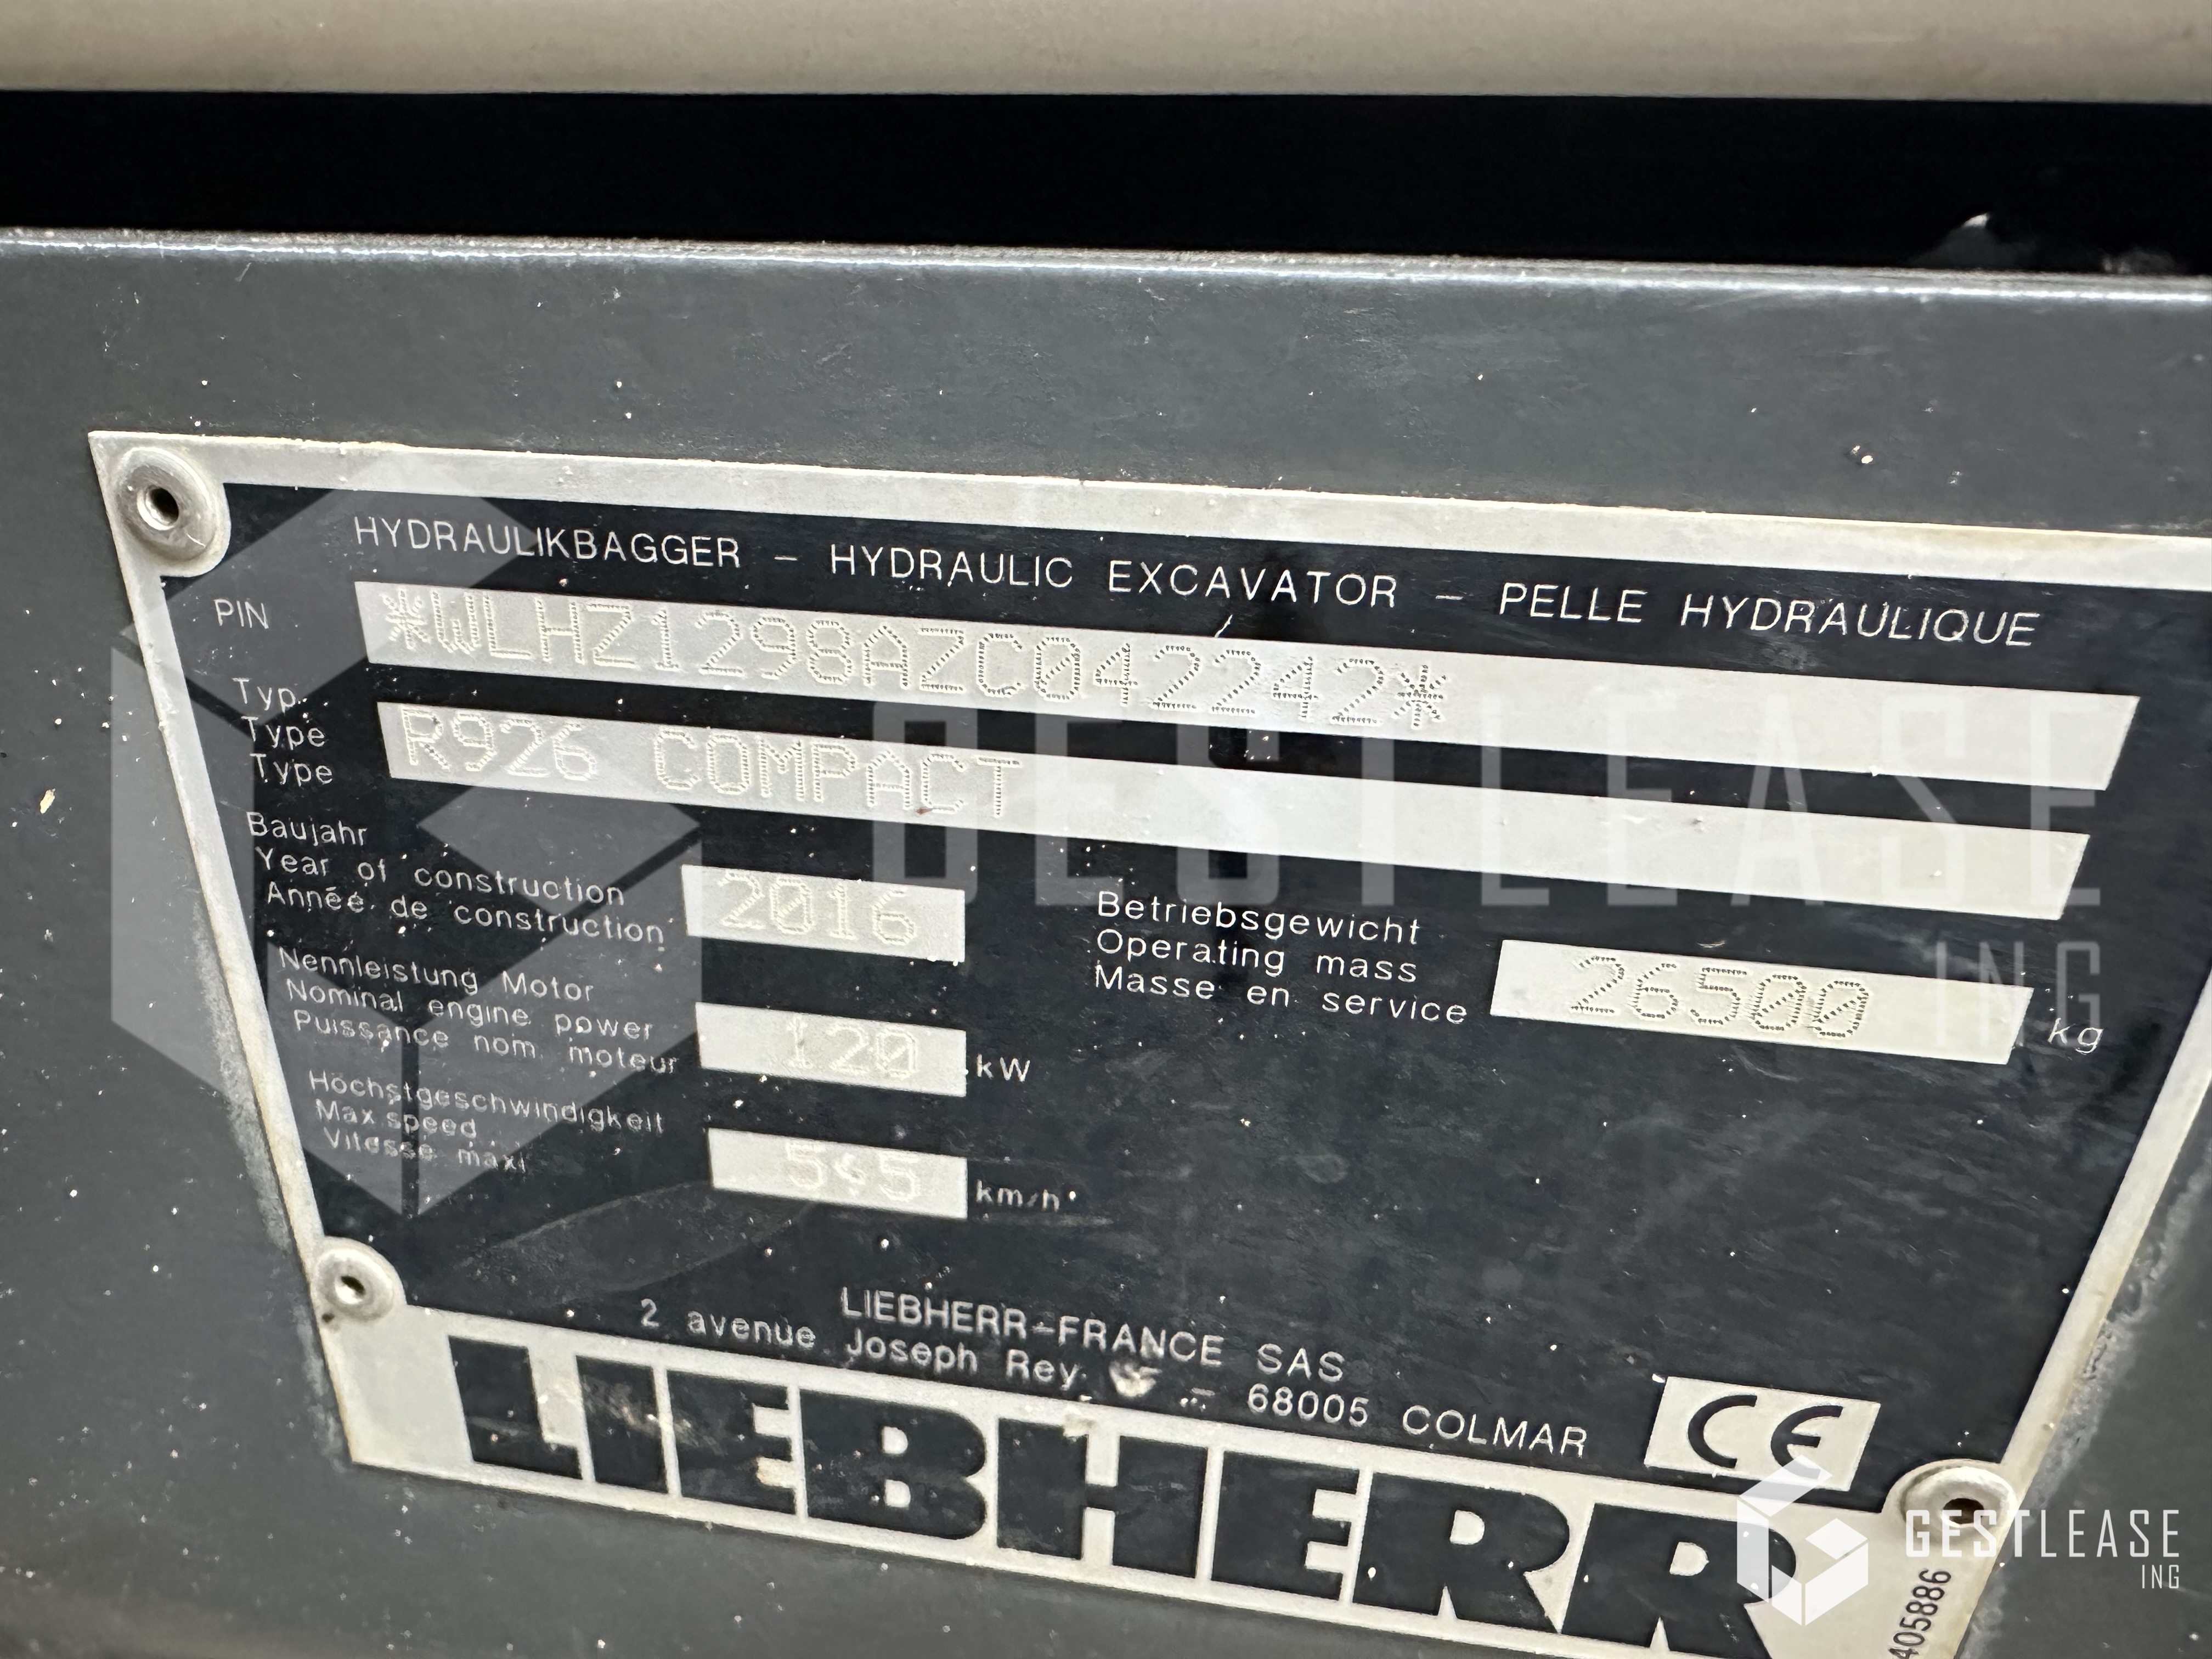 HYDRAULIKBAGGER - HYDRAULIC EXCAVATOR - PELLE HYDRAULIQUE
PIN *WLHZ1298AZC042242*
Typ
Type
Type
R926 COMPACT
Baujahr
Year of construction
Année de construction
2016
Betriebsgewicht
Operating mass
Masse en service
26500 kg
Nennleistung Motor
Nominal engine power
Puissance nom. moteur
120 kW
Höchstgeschwindigkeit
Max speed
Vitesse maxi
5,5 km/h
LIEBHERR-FRANCE SAS
2 avenue Joseph Rey - 68005 COLMAR
CE
LIEBHERR
405886
GESTLEASE
ING
GESTLEASE
ING